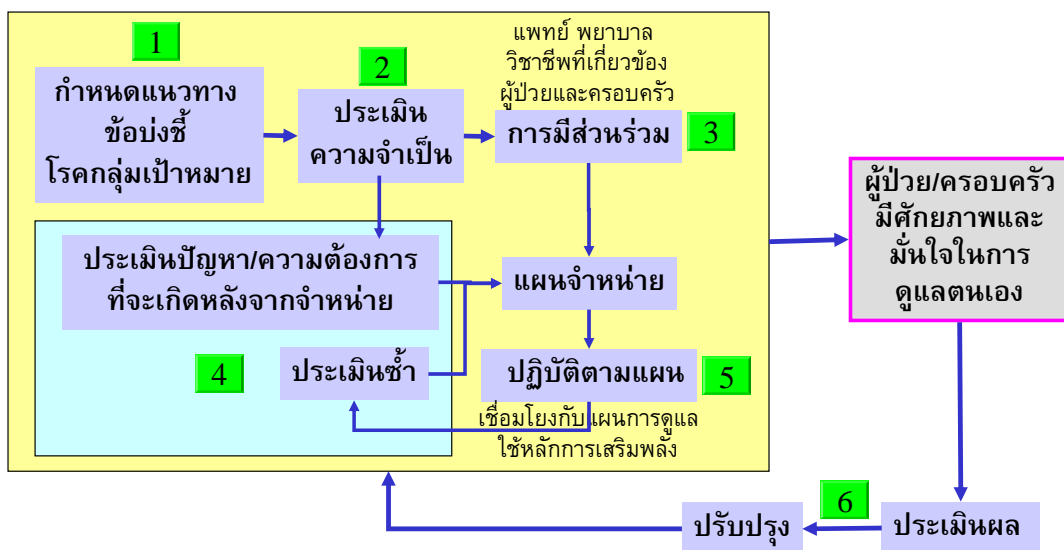 1
กำหนดแนวทาง
ข้อบ่งชี้
โรคกลุ่มเป้าหมาย
2
ประเมิน
ความจำเป็น
แพทย์ พยาบาล
วิชาชีพที่เกี่ยวข้อง
ผู้ป่วยและครอบครัว
การมีส่วนร่วม
3
ประเมินปัญหา/ความต้องการ
ที่จะเกิดหลังจากจำหน่าย
แผนจำหน่าย
4
ประเมินซ้ำ
ปฏิบัติตามแผน
5
เชื่อมโยงกับแผนการดูแล
ใช้หลักการเสริมพลัง
ผู้ป่วย/ครอบครัว
มีศักยภาพและ
มั่นใจในการ
ดูแลตนเอง
6
ปรับปรุง
ประเมินผล